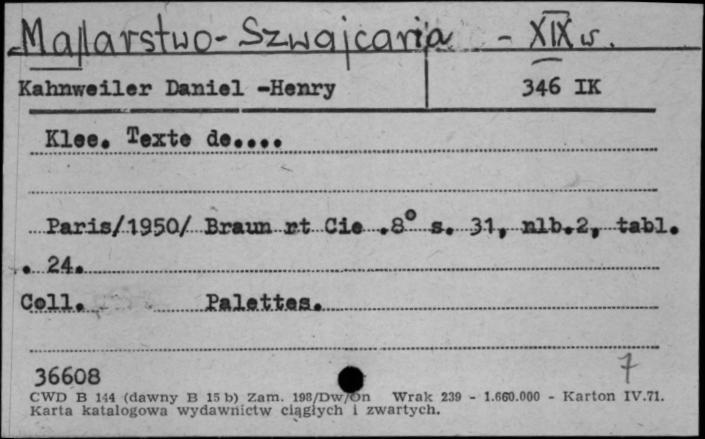 Malarstwo - Szwajcaria - XIX w.
Kahnweiler Daniel -Henry 346 IK
Klee. Texte de....
Paris/1950/ Braun rt Cie .8° s. 31, nlb.2, tabl.
. 24.
Coll. Palettes.
36608 7
CWD B 144 (dawny B 15 b) Zam. 198/Dw/On Wrak 239 - 1.660.000 - Karton IV.71.
Karta katalogowa wydawnictw ciągłych i zwartych.